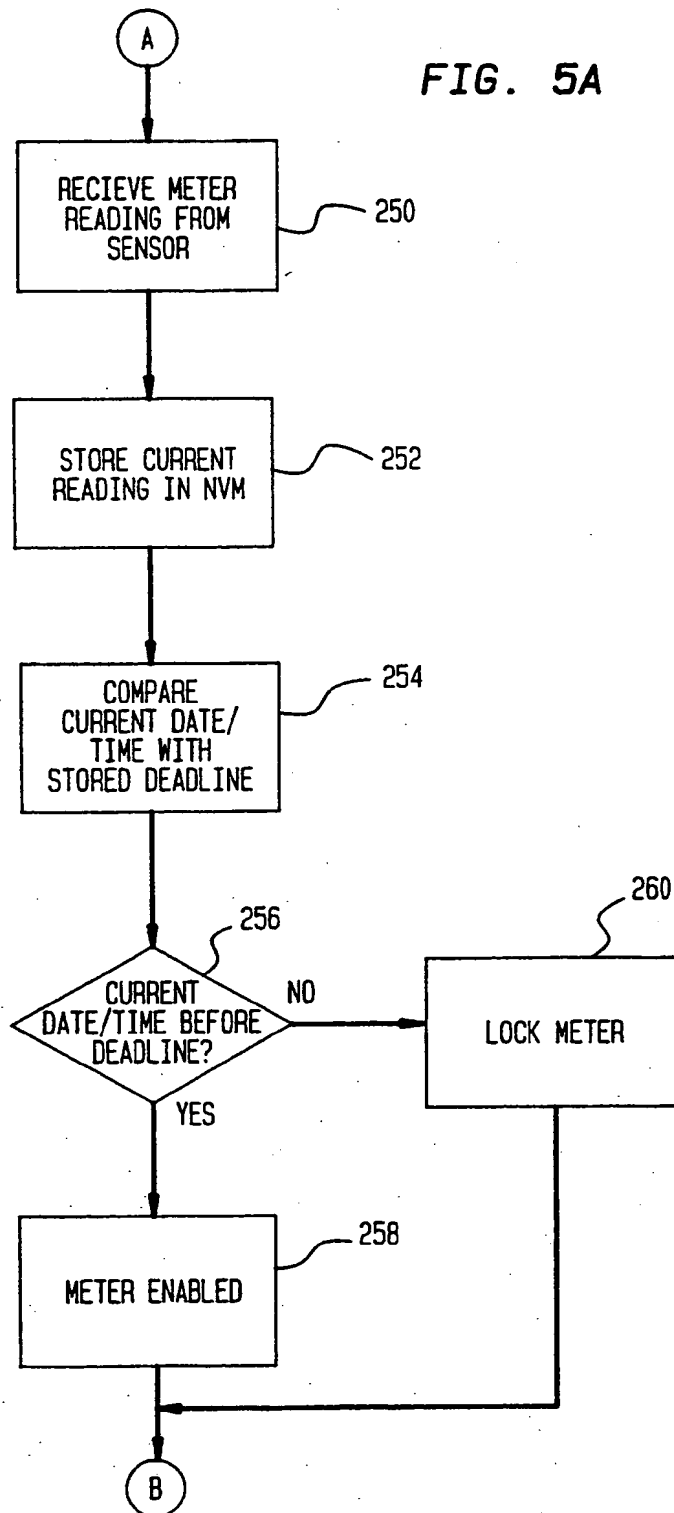 A
FIG. 5A
RECIEVE METER
READING FROM
SENSOR
250
STORE CURRENT
READING IN NVM
252
COMPARE
CURRENT DATE/
TIME WITH
STORED DEADLINE
254
256
CURRENT
DATE/TIME BEFORE
DEADLINE?
NO
260
LOCK METER
YES
METER ENABLED
258
B